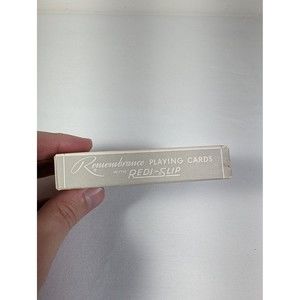 Remembrance PLAYING CARDS
WITH REDI-SLIP